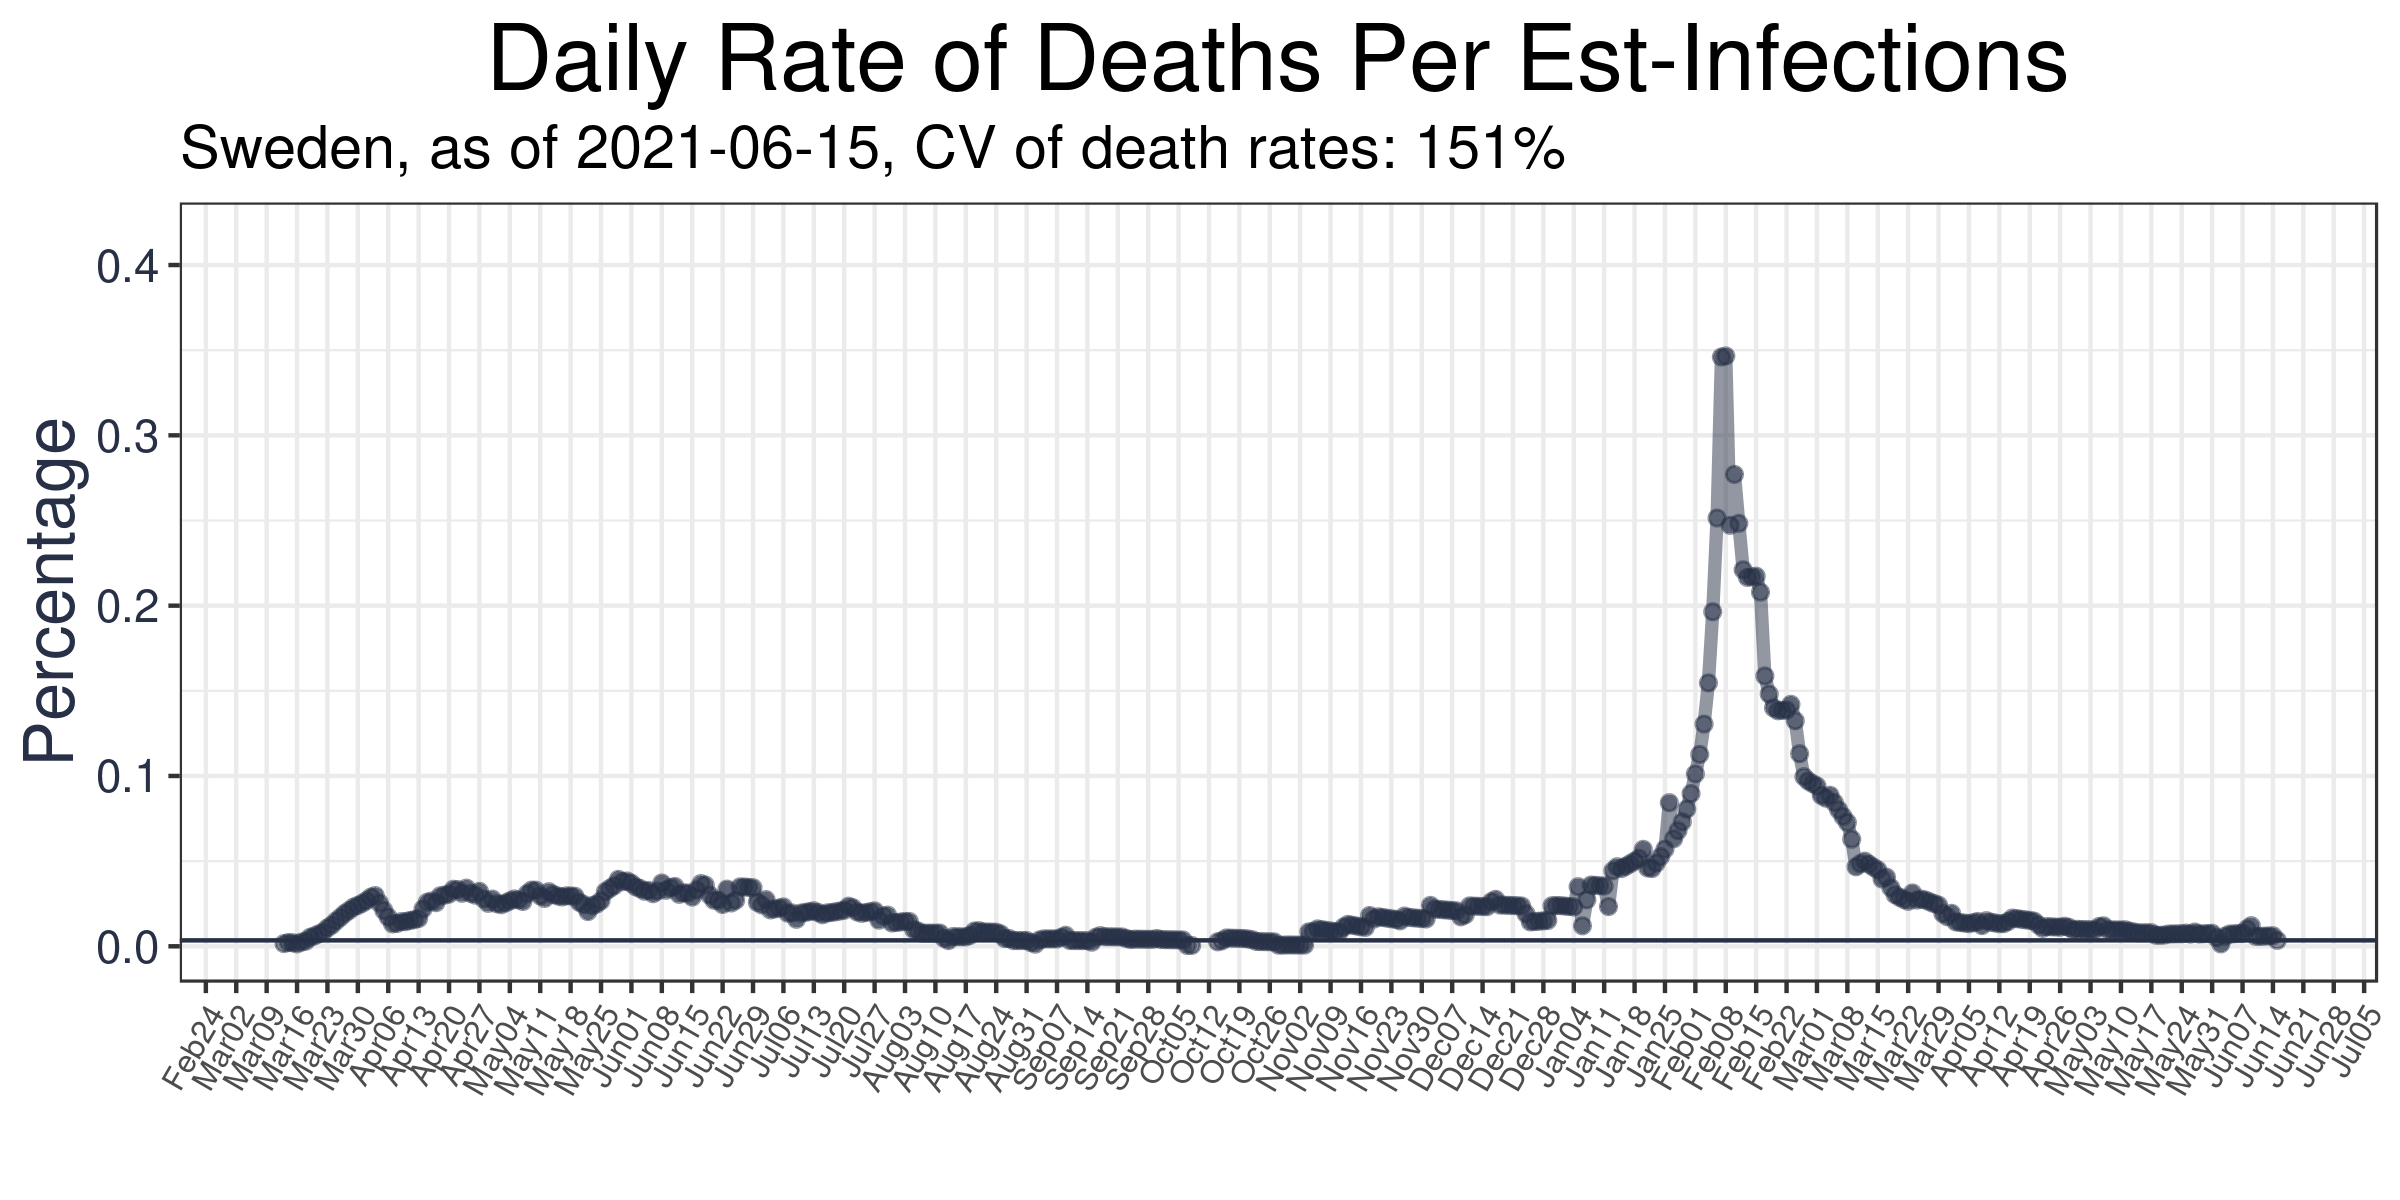 Daily Rate of Deaths Per Est-Infections
Sweden, as of 2021-06-15, CV of death rates: 151%
Percentage
0.4
0.3
0.2
0.1
0.0
Feb24
Mar02
Mar09
Mar16
Mar23
Mar30
Apr06
Apr13
Apr20
Apr27
May04
May11
May18
May25
Jun01
Jun08
Jun15
Jun22
Jun29
Jul06
Jul13
Jul20
Jul27
Aug03
Aug10
Aug17
Aug24
Aug31
Sep07
Sep14
Sep21
Sep28
Oct05
Oct12
Oct19
Oct26
Nov02
Nov09
Nov16
Nov23
Nov30
Dec07
Dec14
Dec21
Dec28
Jan04
Jan11
Jan18
Jan25
Feb01
Feb08
Feb15
Feb22
Mar01
Mar08
Mar15
Mar22
Mar29
Apr05
Apr12
Apr19
Apr26
May03
May10
May17
May24
May31
Jun07
Jun14
Jun21
Jun28
Jul05